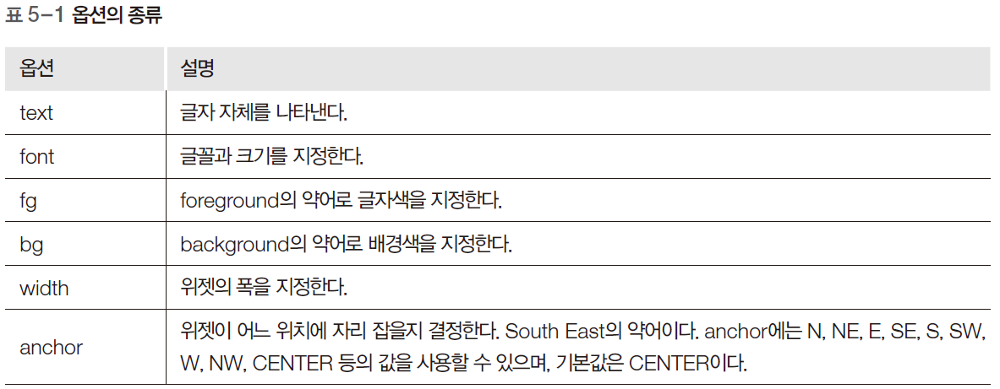 표 5-1 옵션의 종류
옵션 설명
text 글자 자체를 나타낸다.
font 글꼴과 크기를 지정한다.
fg foreground의 약어로 글자색을 지정한다.
bg background의 약어로 배경색을 지정한다.
width 위젯의 폭을 지정한다.
anchor 위젯이 어느 위치에 자리 잡을지 결정한다. South East의 약어이다. anchor에는 N, NE, E, SE, S, SW,
W, NW, CENTER 등의 값을 사용할 수 있으며, 기본값은 CENTER이다.